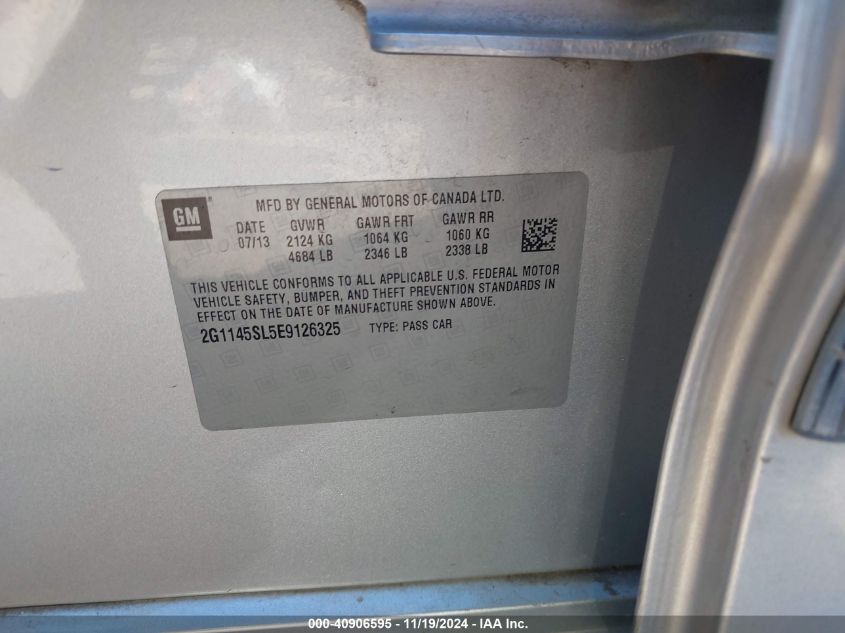 GM
MFD BY GENERAL MOTORS OF CANADA LTD.
DATE GVWR GAWR FRT GAWR RR
07/13 2124 KG 1064 KG 1060 KG
4684 LB 2346 LB 2338 LB
THIS VEHICLE CONFORMS TO ALL APPLICABLE U.S. FEDERAL MOTOR
VEHICLE SAFETY, BUMPER, AND THEFT PREVENTION STANDARDS IN
EFFECT ON THE DATE OF MANUFACTURE SHOWN ABOVE.
2G1145SL5E9126325 TYPE: PASS CAR
000-40906595 - 11/19/2024 - IAA Inc.